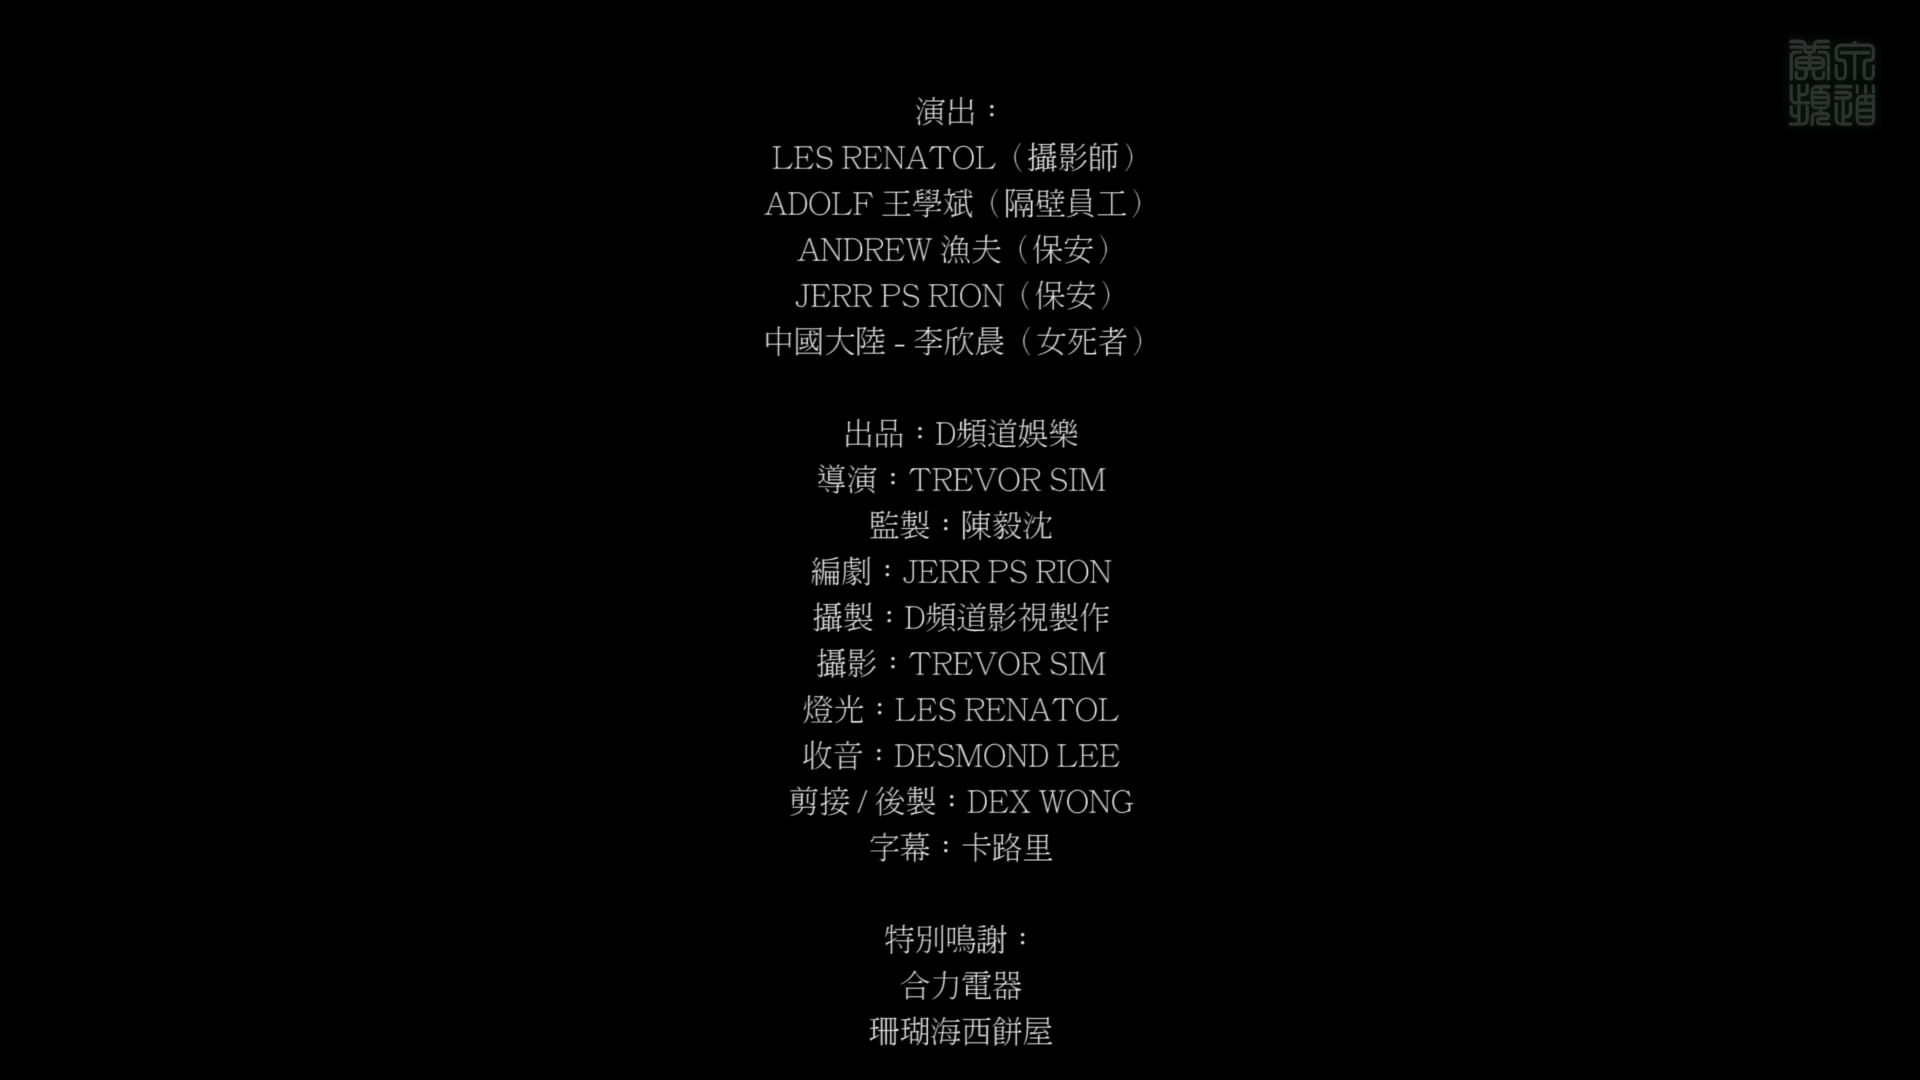 廣宗
頻道
演出：
LES RENATOL（攝影師）
ADOLF 王學斌（隔壁員工）
ANDREW 漁夫（保安）
JERR PS RION（保安）
中國大陸 - 李欣晨（女死者）
出品：D頻道娛樂
導演：TREVOR SIM
監製：陳毅沈
編劇：JERR PS RION
攝製：D頻道影視製作
攝影：TREVOR SIM
燈光：LES RENATOL
收音：DESMOND LEE
剪接 / 後製：DEX WONG
字幕：卡路里
特別鳴謝：
合力電器
珊瑚海西餅屋